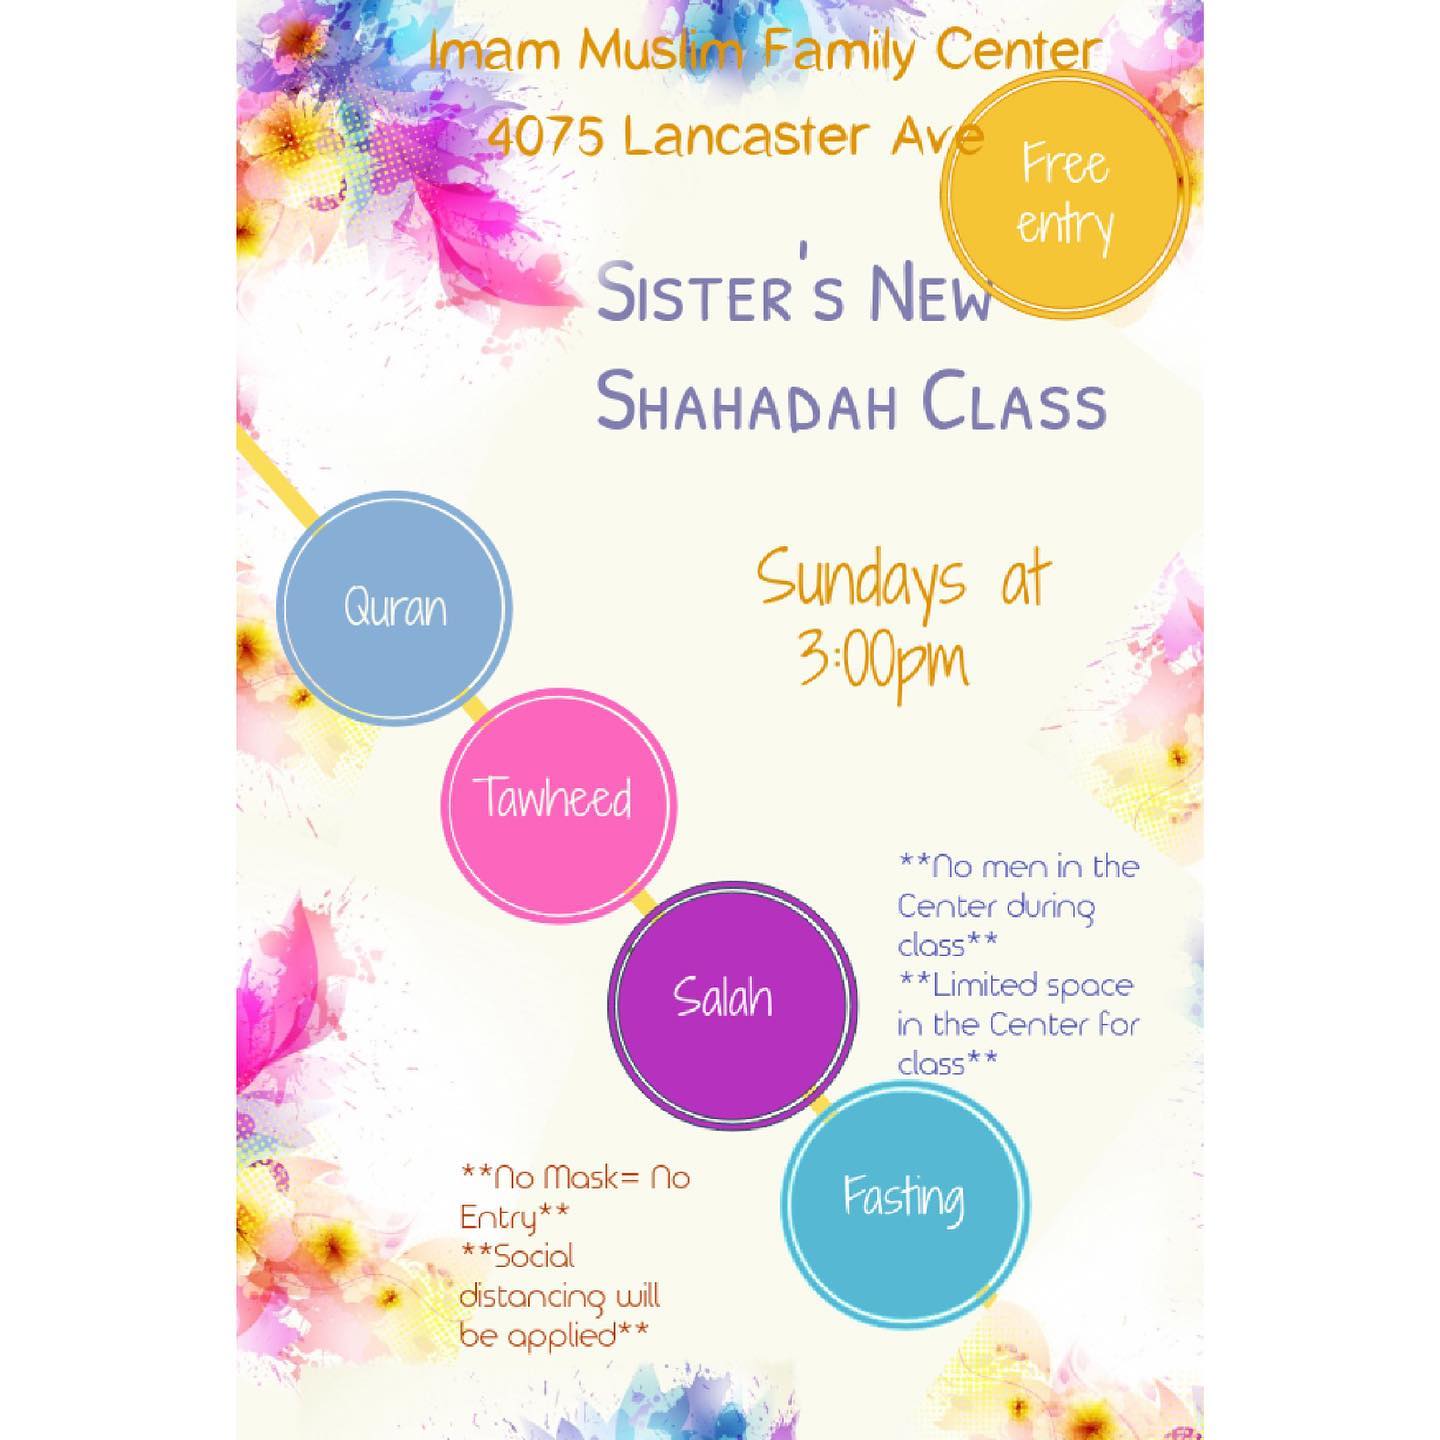 Imam Muslim Family Center
4075 Lancaster Ave
Free
entry
Sister's New
Shahadah Class
Quran
Sundays at
3:00pm
Tawheed
**No men in the
Center during
class**
**Limited space
in the Center for
class**
Salah
Fasting
**No Mask= No
Entry**
**Social
distancing will
be applied**